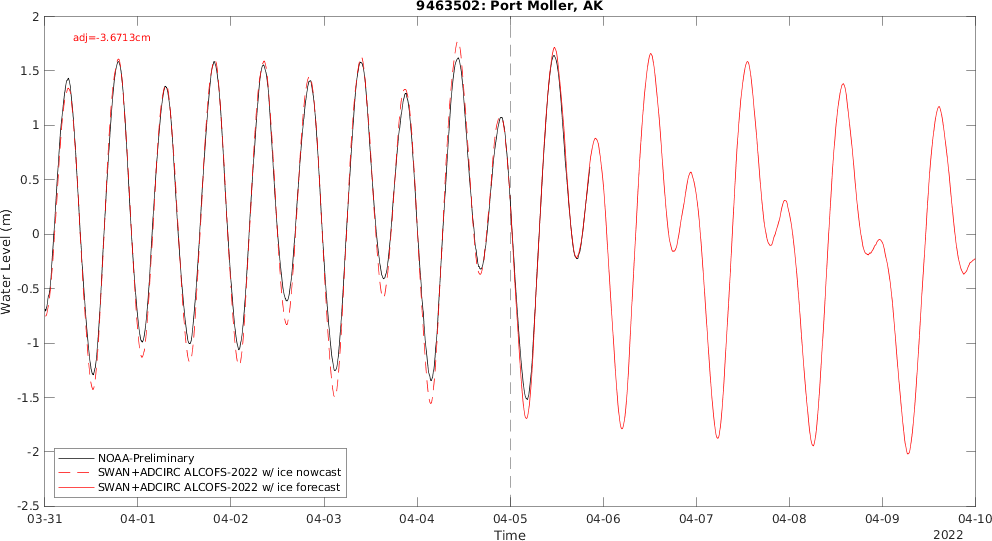 9463502: Port Moller, AK
adj=-3.6713cm
2
1.5
1
0.5
0
-0.5
-1
-1.5
-2
-2.5
Water Level (m)
NOAA-Preliminary
SWAN+ADCIRC ALCOFS-2022 w/ ice nowcast
SWAN+ADCIRC ALCOFS-2022 w/ ice forecast
03-31 04-01 04-02 04-03 04-04 04-05 04-06 04-07 04-08 04-09 04-10
Time
2022